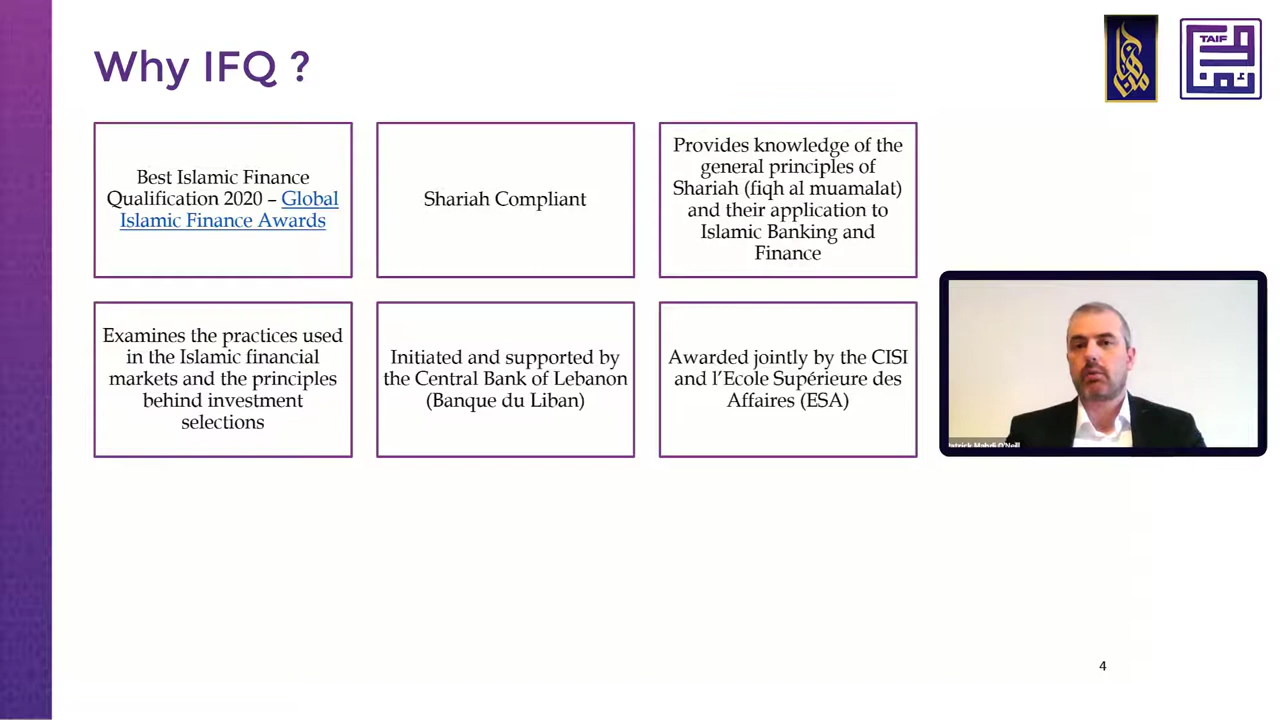 Why IFQ ?
TAIF
Best Islamic Finance
Qualification 2020 – Global
Islamic Finance Awards
Shariah Compliant
Provides knowledge of the
general principles of
Shariah (fiqh al muamalat)
and their application to
Islamic Banking and
Finance
Examines the practices used
in the Islamic financial
markets and the principles
behind investment
selections
Initiated and supported by
the Central Bank of Lebanon
(Banque du Liban)
Awarded jointly by the CISI
and l’Ecole Supérieure des
Affaires (ESA)
Patrick Mahdi O'Neill
4